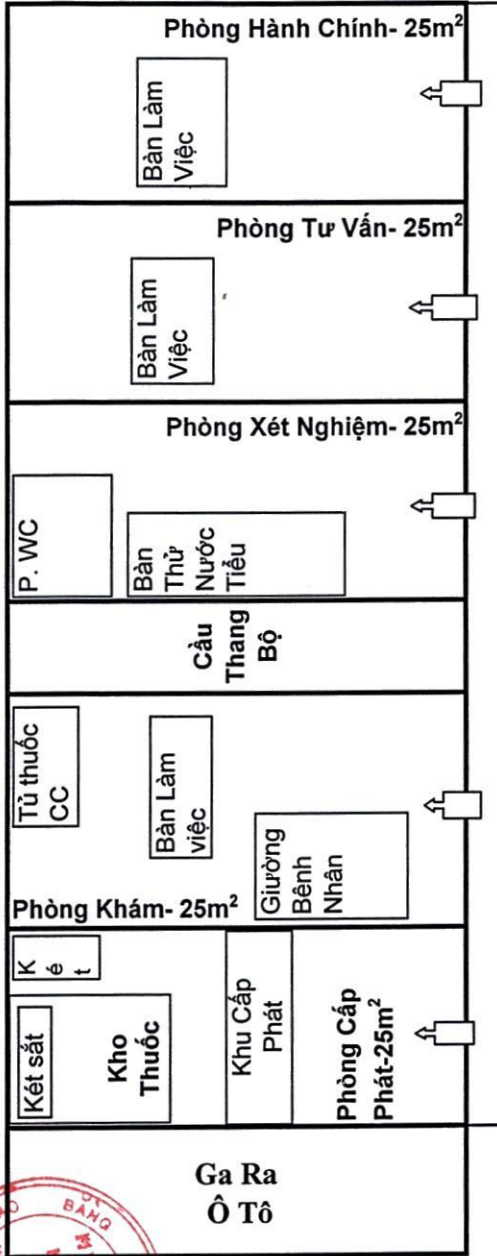 Phòng Hành Chính- 25m²
Bàn Làm
Việc
Phòng Tư Vấn- 25m²
Bàn Làm
Việc
Phòng Xét Nghiệm- 25m²
P. WC
Bàn
Thử
Nước
Tiểu
Cầu
Thang
Bộ
Tủ thuốc
CC
Bàn Làm
việc
Giường
Bênh
Nhân
Phòng Khám- 25m²
K
é
t
Két sắt
Kho
Thuốc
Khu Cấp
Phát
Phòng Cấp
Phát-25m²
Ga Ra
Ô Tô